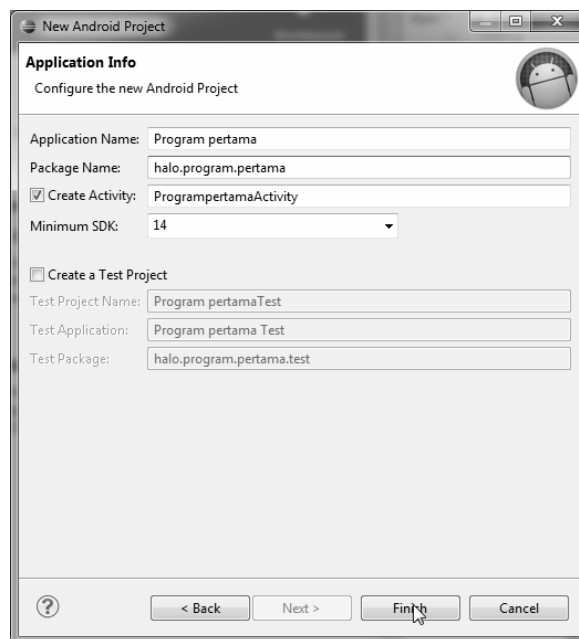 New Android Project
Application Info
Configure the new Android Project
Application Name: Program pertama
Package Name: halo.program.pertama
Create Activity: ProgrampertamaActivity
Minimum SDK: 14
Create a Test Project
Test Project Name: Program pertamaTest
Test Application: Program pertama Test
Test Package: halo.program.pertama.test
? < Back Next > Finish Cancel